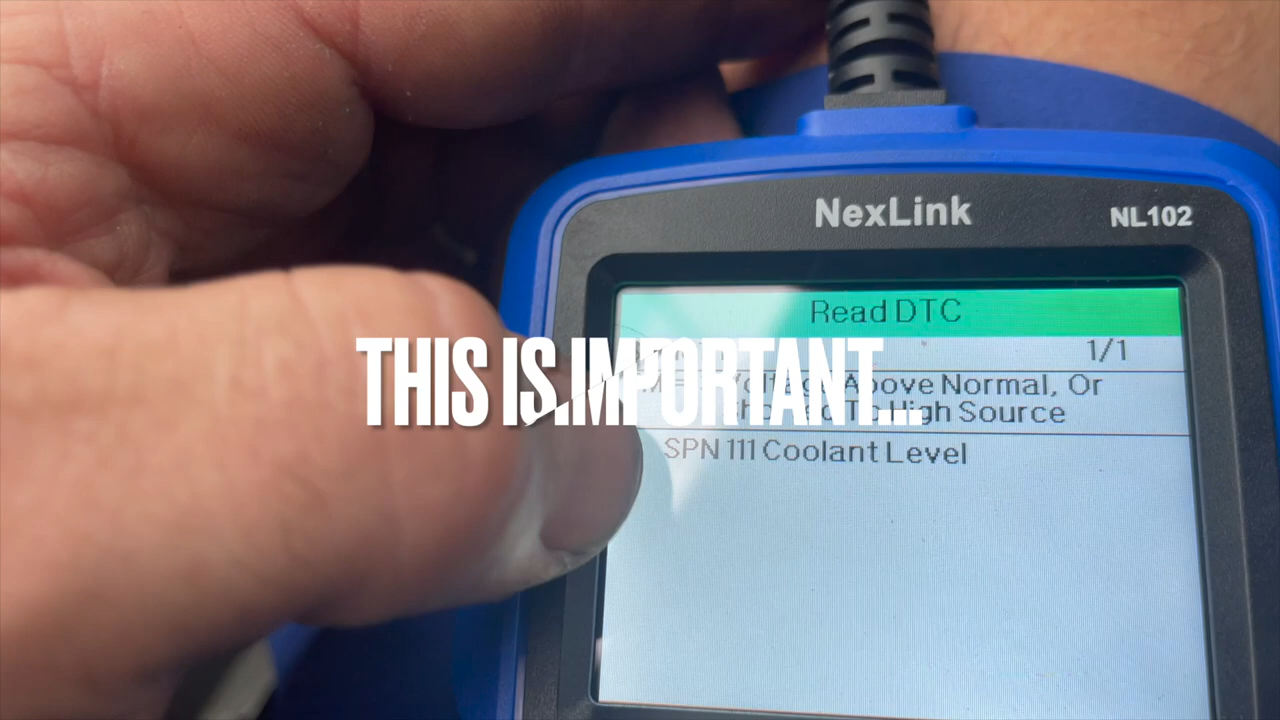 NexLink
NL102
Read DTC
1/1
THIS IS IMPORTANT...
Above Normal, Or
To High Source
SPN 111 Coolant Level